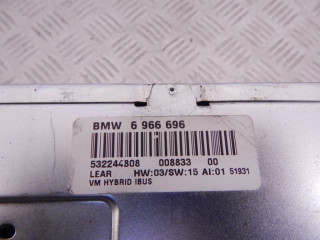 BMW 6 966 696
532244808 008833 00
LEAR HW:03/SW:15 AI:01 51931
VM HYBRID IBUS